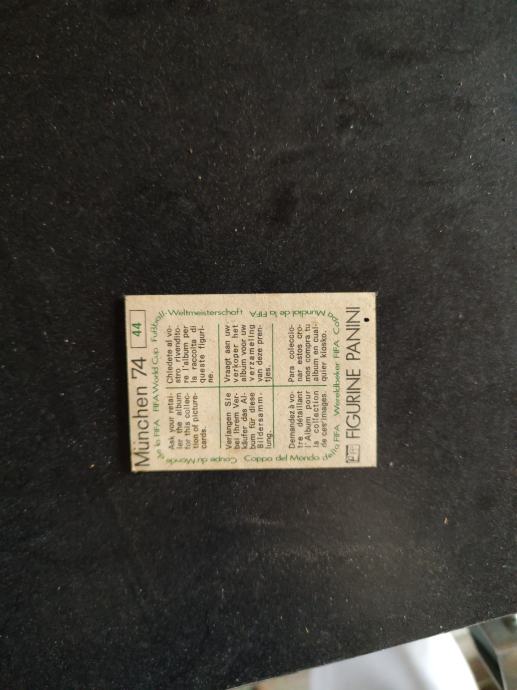 München 74 44
de la FIFA FIFA World Cup Fußball-Weltmeisterschaft
Ask your retai-
ler the album
for this collec-
tion of picture-
cards.
Chiedete al vo-
stro rivendito-
re l'album per
la raccolta di
queste figuri-
ne.
Verlangen Sie
bei Ihrem Ver-
käufer das Al-
bum für diese
Bildersamm-
lung.
Vraagt aan uw
verkoper het
album voor uw
verzameling
van deze pren-
tjes.
Demandez à vo-
tre détaillant
l'Album pour
la collection
de ces images.
Para coleccio-
nar estos cro-
mos compra tu
álbum en cual-
quier kiosko.
Coupe du Monde
Copa Mundial de la FIFA
Coppa del Mondo della FIFA Wereldbeker FIFA
FIGURINE PANINI